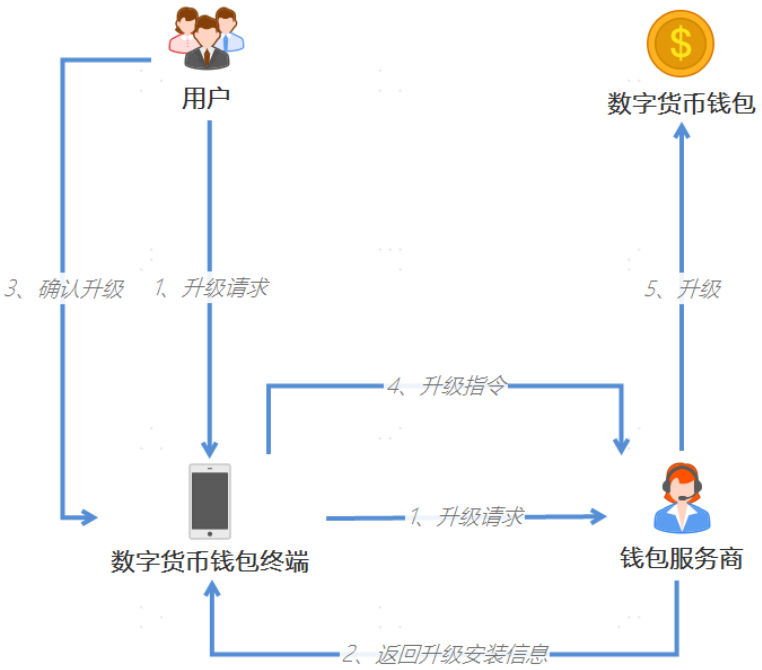 $
用户
数字货币钱包
3、确认升级
1、升级请求
5、升级
4、升级指令
1、升级请求
数字货币钱包终端
钱包服务商
2、返回升级安装信息